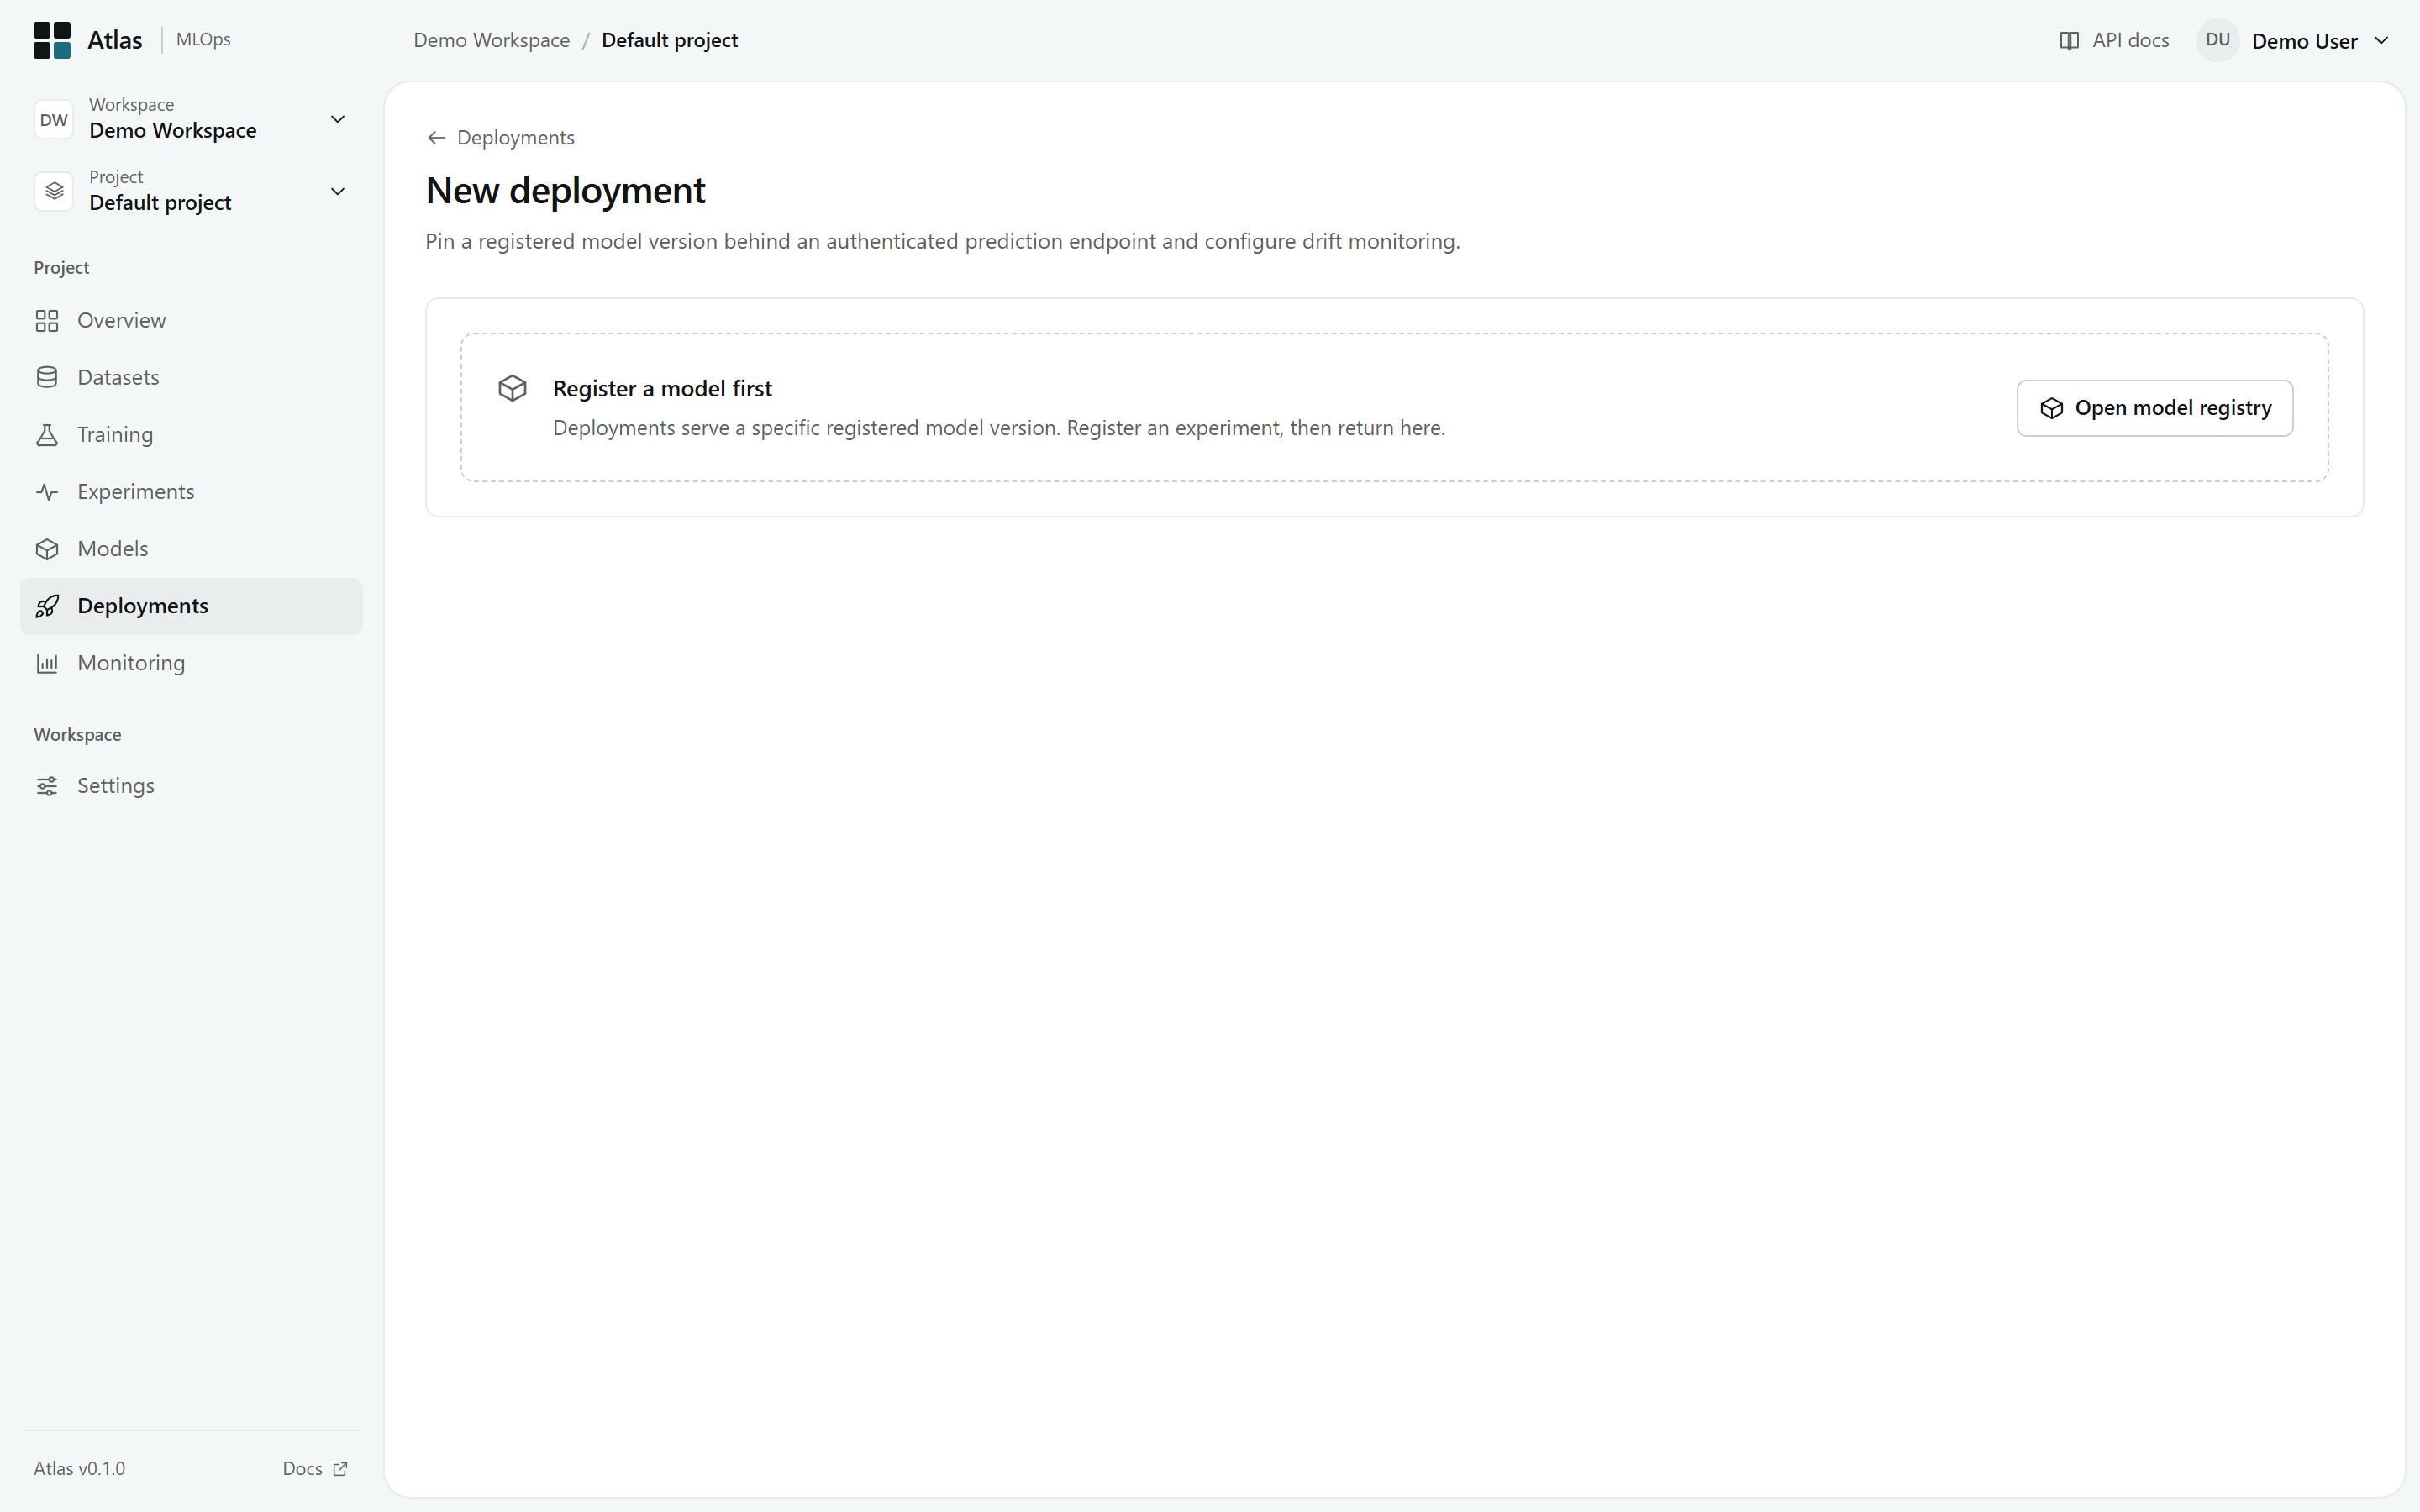 Atlas
MLOps
Demo Workspace / Default project
API docs
DU
Demo User
DW
Workspace
Demo Workspace
Project
Default project
Project
Overview
Datasets
Training
Experiments
Models
Deployments
Monitoring
Workspace
Settings
Atlas v0.1.0
Docs
Deployments
New deployment
Pin a registered model version behind an authenticated prediction endpoint and configure drift monitoring.
Register a model first
Deployments serve a specific registered model version. Register an experiment, then return here.
Open model registry